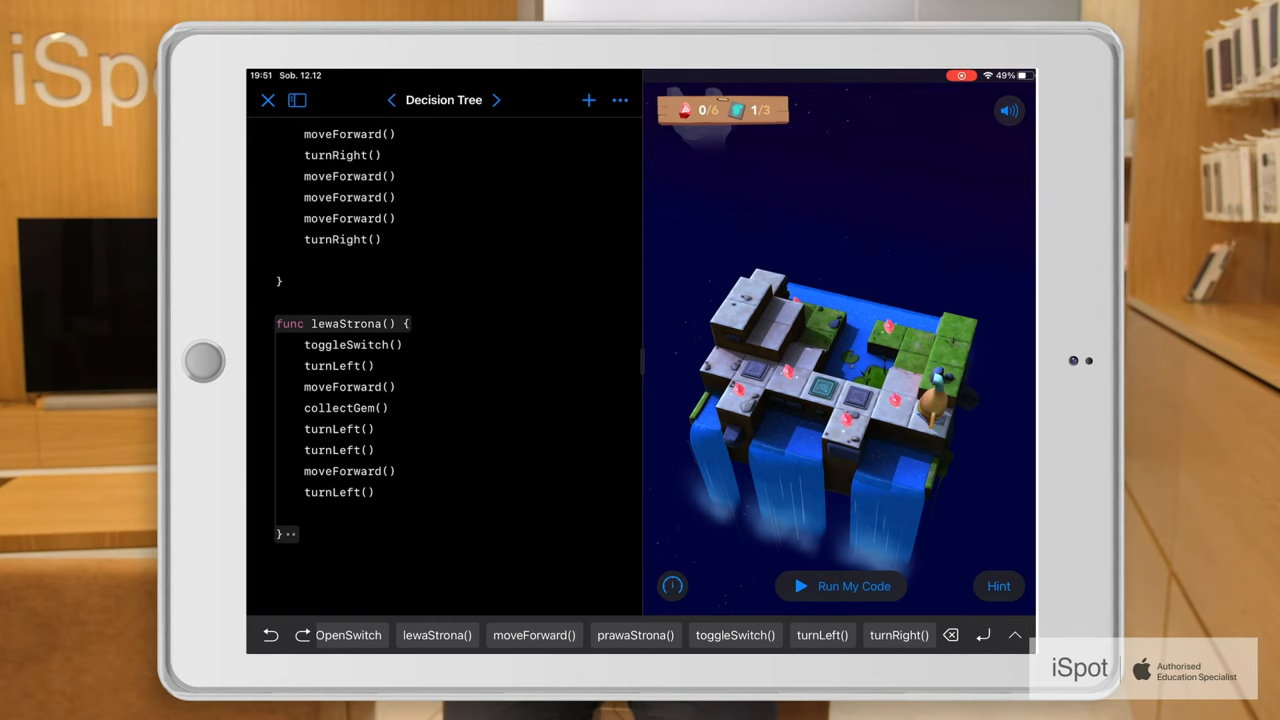 iSp
19:51 Sob. 12.12
49%
Decision Tree
moveForward()
turnRight()
moveForward()
moveForward()
moveForward()
turnRight()
}
func lewaStrona() {
toggleSwitch()
turnLeft()
moveForward()
collectGem()
turnLeft()
turnLeft()
moveForward()
turnLeft()
}
0/6 1/3
Run My Code
Hint
OpenSwitch lewaStrona() moveForward() prawaStrona() toggleSwitch() turnLeft() turnRight()
iSpot
Authorised
Education Specialist